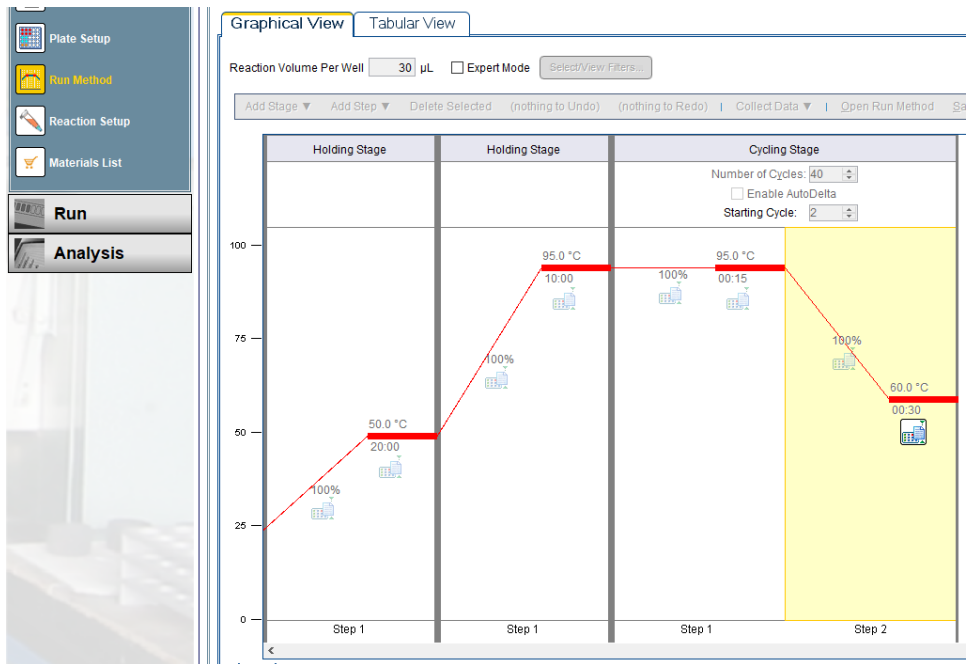 Plate Setup
Run Method
Reaction Setup
Materials List
Run
Analysis
Graphical View Tabular View
Reaction Volume Per Well 30 µL Expert Mode Select/View Filters...
Add Stage ▼ Add Step ▼ Delete Selected (nothing to Undo) (nothing to Redo) | Collect Data ▼ | Open Run Method Sa
Holding Stage Holding Stage Cycling Stage
Number of Cycles: 40
Enable AutoDelta
Starting Cycle: 2
100
95.0 °C 95.0 °C
10:00 100% 00:15
75
100% 100%
60.0 °C
00:30
50
50.0 °C
20:00
100%
25
0
Step 1 Step 1 Step 1 Step 2